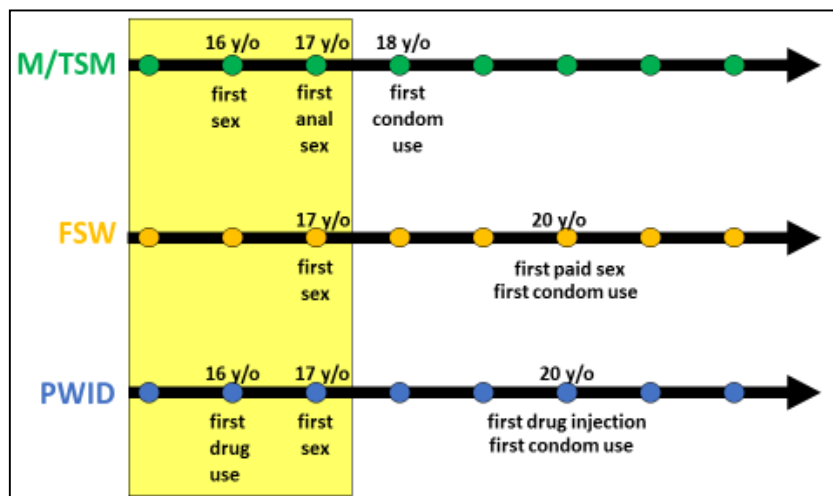 16 y/o 17 y/o 18 y/o
M/TSM
first first first
sex anal condom
sex use
17 y/o 20 y/o
FSW
first first paid sex
sex first condom use
16 y/o 17 y/o 20 y/o
PWID
first first first drug injection
drug sex first condom use
use